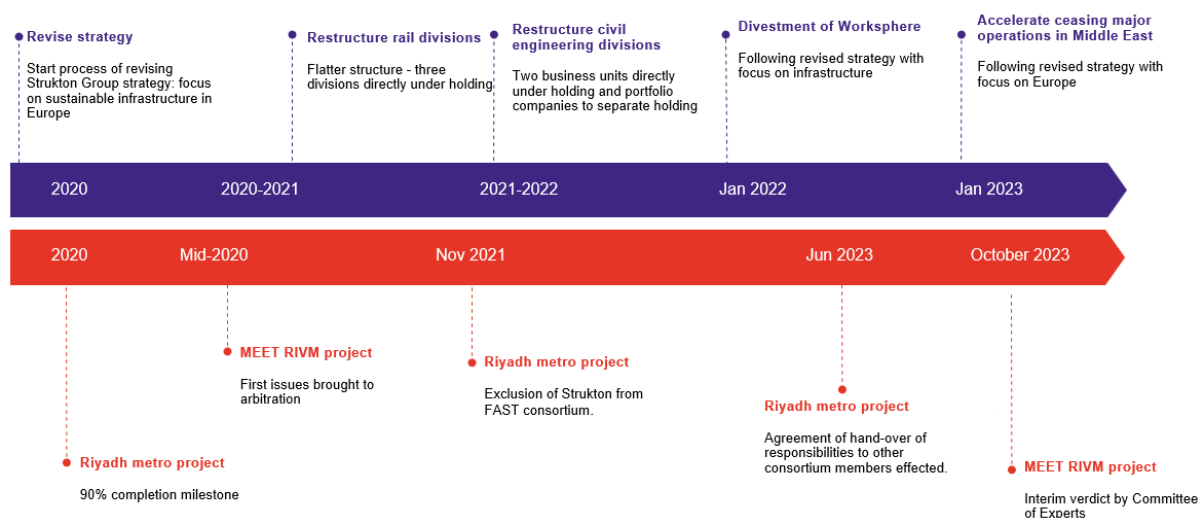 Revise strategy
Start process of revising
Strukton Group strategy: focus
on sustainable infrastructure in
Europe
Restructure rail divisions
Flatter structure - three
divisions directly under holding
Restructure civil
engineering divisions
Two business units directly
under holding and portfolio
companies to separate holding
Divestment of Worksphere
Following revised strategy with
focus on infrastructure
Accelerate ceasing major
operations in Middle East
Following revised strategy with
focus on Europe
2020
2020-2021
2021-2022
Jan 2022
Jan 2023
2020
Mid-2020
Nov 2021
Jun 2023
October 2023
Riyadh metro project
90% completion milestone
MEET RIVM project
First issues brought to
arbitration
Riyadh metro project
Exclusion of Strukton from
FAST consortium.
Riyadh metro project
Agreement of hand-over of
responsibilities to other
consortium members effected.
MEET RIVM project
Interim verdict by Committee
of Experts